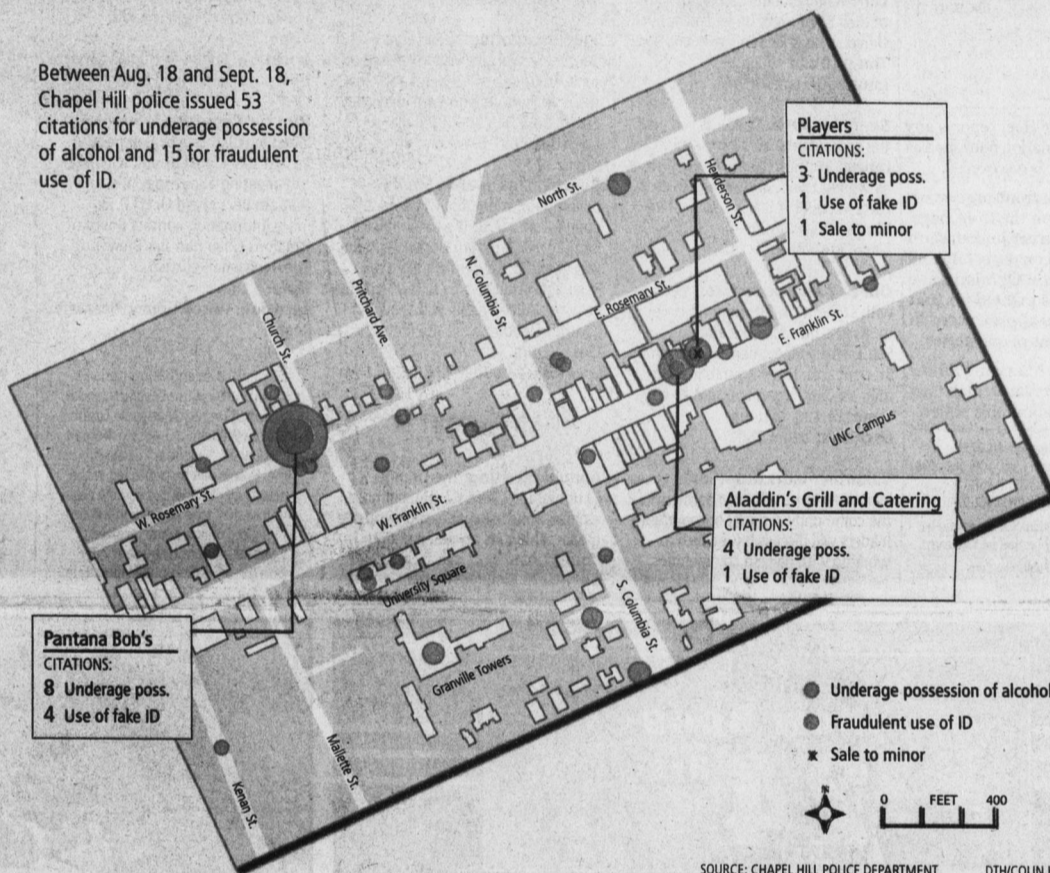 Between Aug. 18 and Sept. 18,
Chapel Hill police issued 53
citations for underage possession
of alcohol and 15 for fraudulent
use of ID.
Players
CITATIONS:
3 Underage poss.
1 Use of fake ID
1 Sale to minor
North St.
Henderson St.
N. Columbia St.
E. Rosemary St.
Pritchard Ave.
Church St.
E. Franklin St.
UNC Campus
W. Rosemary St.
W. Franklin St.
University Square
Aladdin's Grill and Catering
CITATIONS:
4 Underage poss.
1 Use of fake ID
S. Columbia St.
Granville Towers
Pantana Bob's
CITATIONS:
8 Underage poss.
4 Use of fake ID
Mallette St.
Kenan St.
Underage possession of alcohol
Fraudulent use of ID
Sale to minor
N
0 FEET 400
SOURCE: CHAPEL HILL POLICE DEPARTMENT